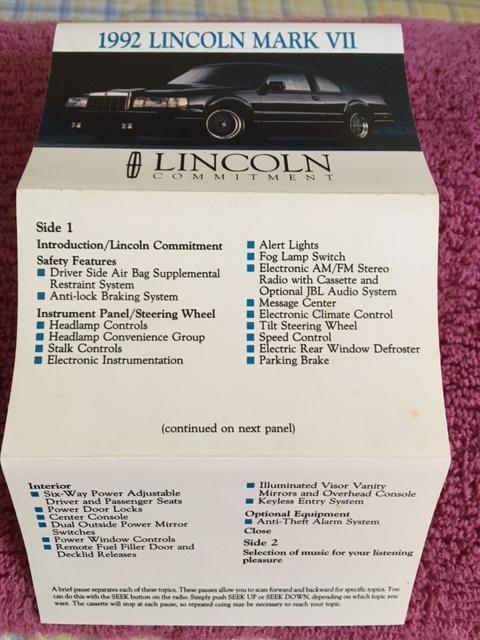 1992 LINCOLN MARK VII
LINCOLN
COMMITMENT
Side 1
Introduction/Lincoln Commitment
Safety Features
Driver Side Air Bag Supplemental
Restraint System
Anti-lock Braking System
Instrument Panel/Steering Wheel
Headlamp Controls
Headlamp Convenience Group
Stalk Controls
Electronic Instrumentation
Alert Lights
Fog Lamp Switch
Electronic AM/FM Stereo
Radio with Cassette and
Optional JBL Audio System
Message Center
Electronic Climate Control
Tilt Steering Wheel
Speed Control
Electric Rear Window Defroster
Parking Brake
(continued on next panel)
Interior
Six-Way Power Adjustable
Driver and Passenger Seats
Power Door Locks
Center Console
Dual Outside Power Mirror
Switches
Power Window Controls
Remote Fuel Filler Door and
Decklid Releases
Illuminated Visor Vanity
Mirrors and Overhead Console
Keyless Entry System
Optional Equipment
Anti-Theft Alarm System
Close
Side 2
Selection of music for your listening
pleasure
A brief pause separates each of these topics. These pauses allow you to scan forward and backward for specific topics. You
can do this with the SEEK button on the radio. Simply push SEEK UP or SEEK DOWN, depending on which topic you
want. The cassette will stop at each pause, so repeated cuing may be necessary to reach your topic.